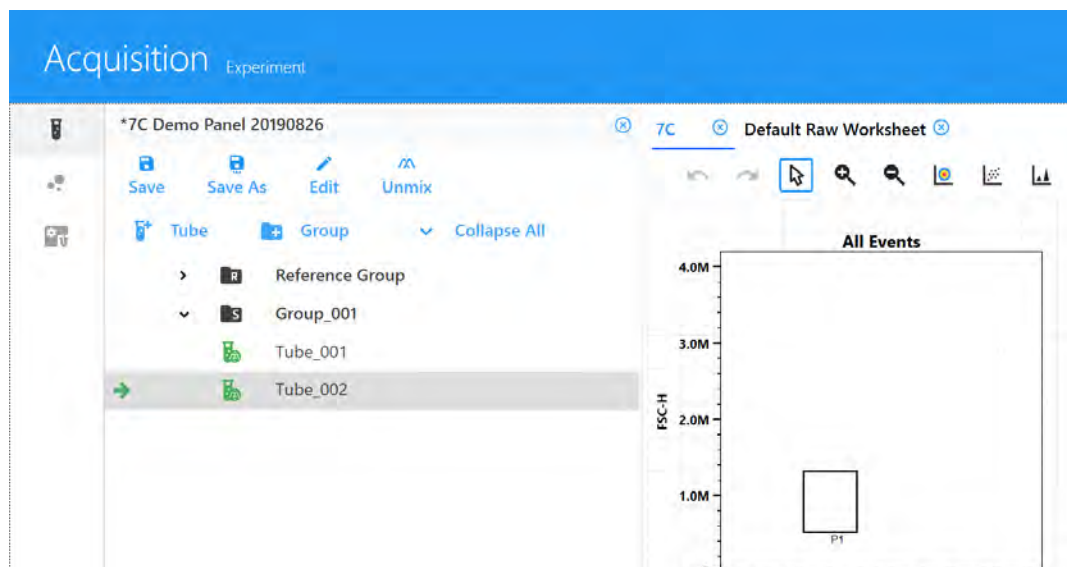 Acquisition Experiment
*7C Demo Panel 20190826
7C
Default Raw Worksheet
Save
Save As
Edit
Unmix
Tube
Group
Collapse All
R
Reference Group
S
Group_001
Tube_001
Tube_002
All Events
4.0M
3.0M
2.0M
1.0M
FSC-H
P1